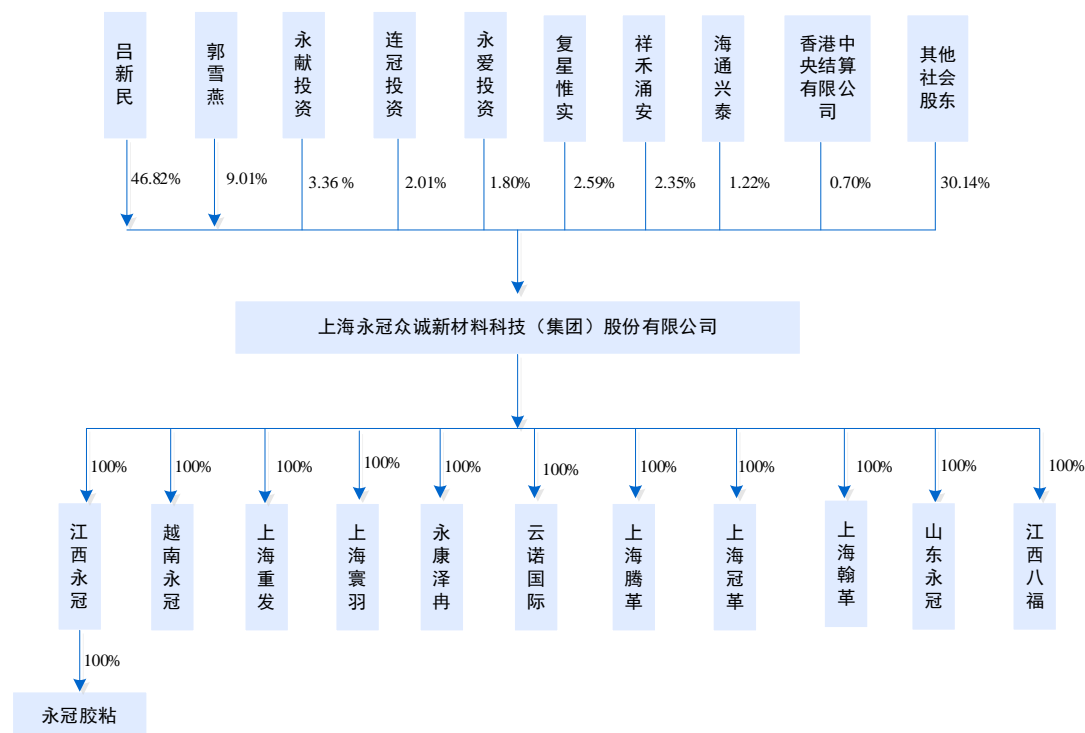 吕新民
郭雪燕
永献投资
连冠投资
永爱投资
复星惟实
祥禾涌安
海通兴泰
香港中
央结算
有限公
司
其他
社会
股东
46.82%
9.01%
3.36%
2.01%
1.80%
2.59%
2.35%
1.22%
0.70%
30.14%
上海永冠众诚新材料科技（集团）股份有限公司
100%
100%
100%
100%
100%
100%
100%
100%
100%
100%
100%
江西永冠
越南永冠
上海重发
上海寰羽
永康泽冉
云诺国际
上海腾革
上海冠革
上海翰革
山东永冠
江西八福
100%
永冠胶粘